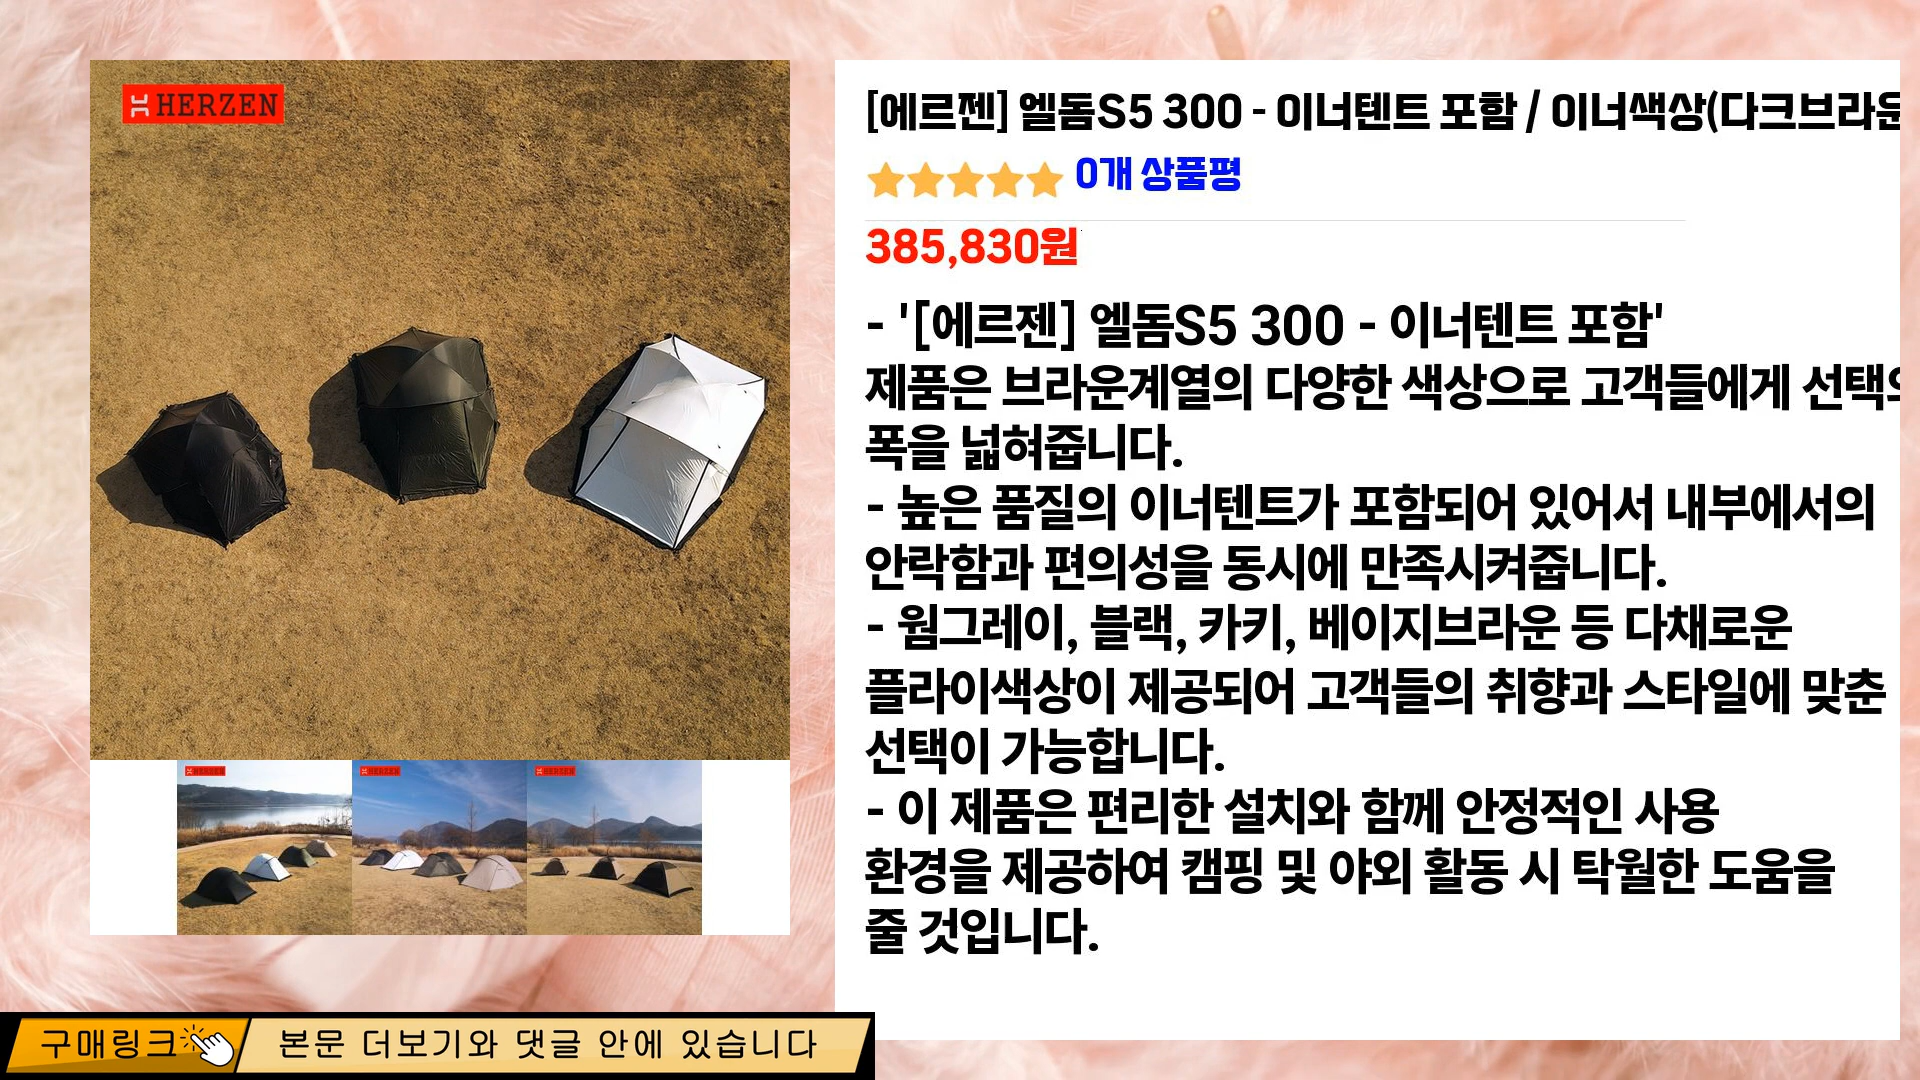 HERZEN
[에르젠] 엘돔S5 300 - 이너텐트 포함 / 이너색상(다크브라운
0개 상품평
385,830원
- '[에르젠] 엘돔S5 300 - 이너텐트 포함'
제품은 브라운계열의 다양한 색상으로 고객들에게 선택의
폭을 넓혀줍니다.
- 높은 품질의 이너텐트가 포함되어 있어서 내부에서의
안락함과 편의성을 동시에 만족시켜줍니다.
- 웜그레이, 블랙, 카키, 베이지브라운 등 다채로운
플라이색상이 제공되어 고객들의 취향과 스타일에 맞춘
선택이 가능합니다.
- 이 제품은 편리한 설치와 함께 안정적인 사용
환경을 제공하여 캠핑 및 야외 활동 시 탁월한 도움을
줄 것입니다.
HERZEN
HERZEN
HERZEN
구매링크
본문 더보기와 댓글 안에 있습니다